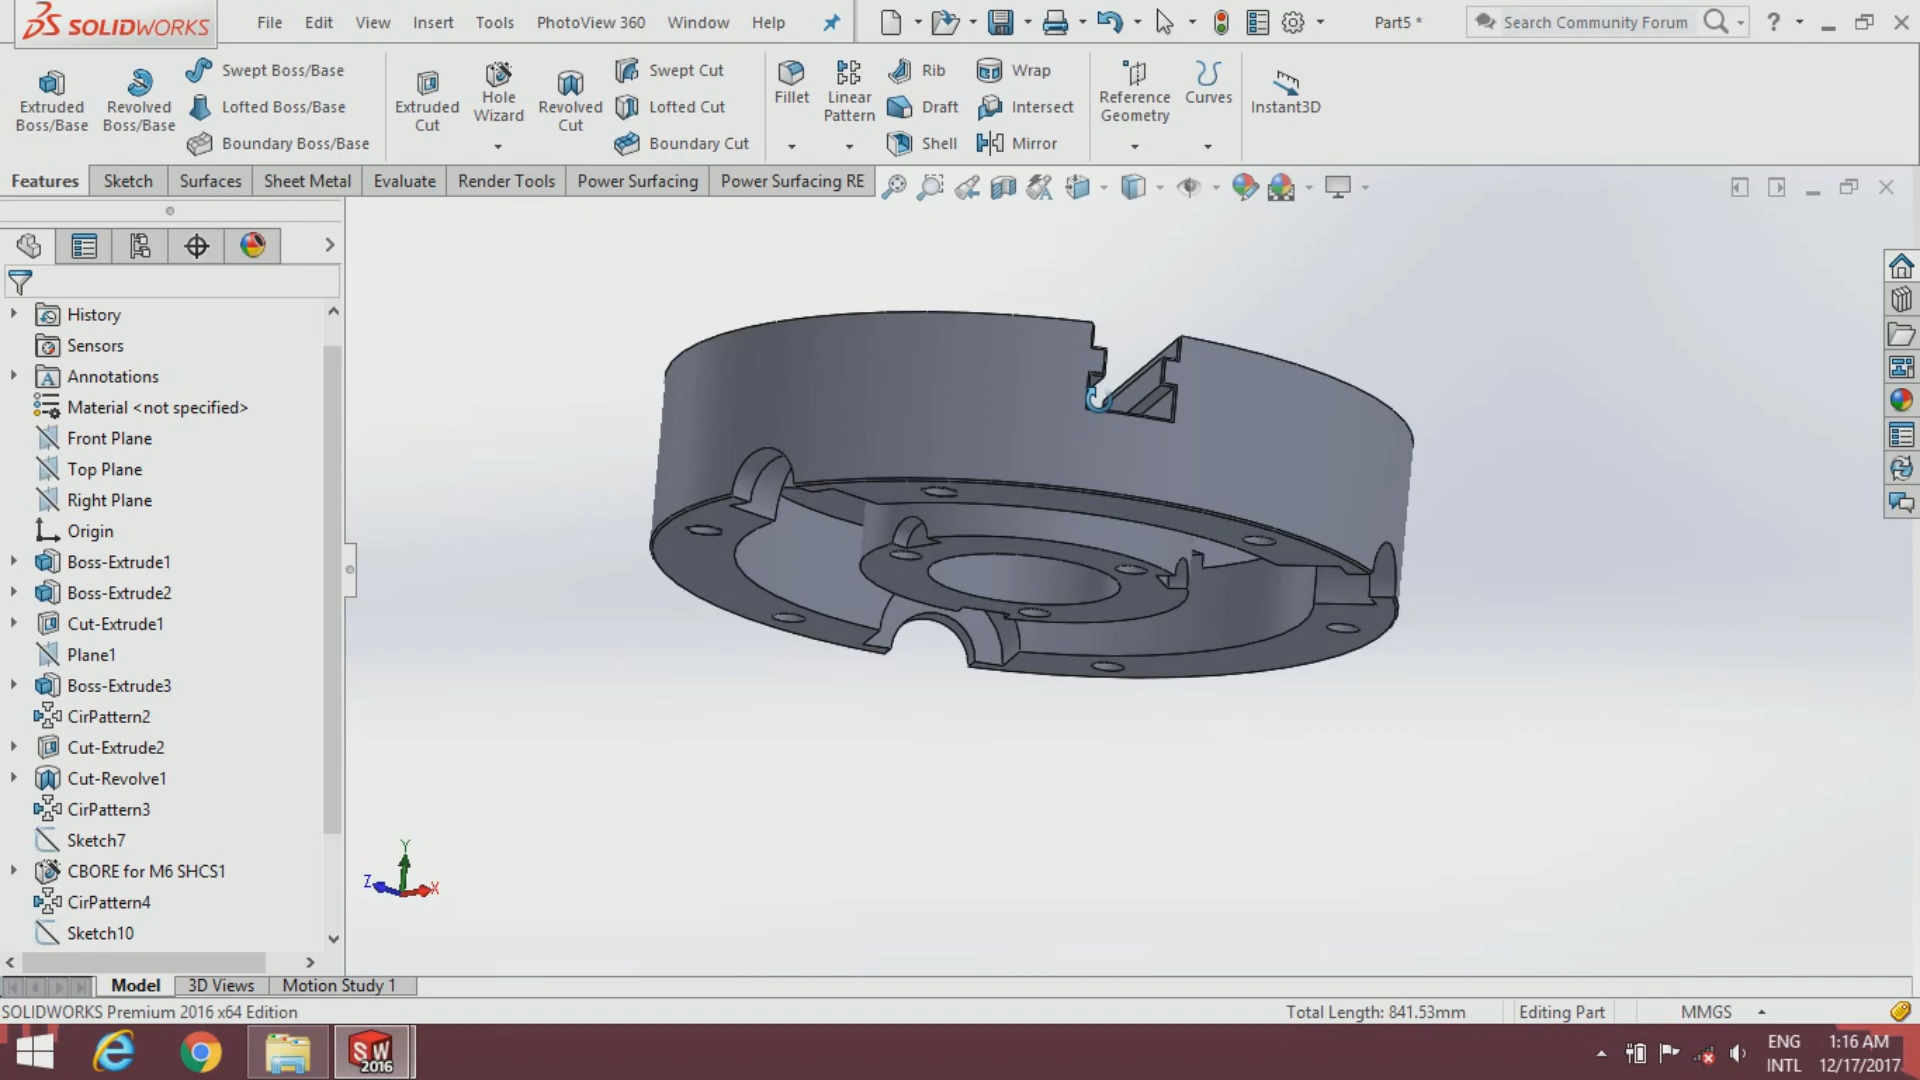 SOLIDWORKS File Edit View Insert Tools PhotoView 360 Window Help Part5 * Search Community Forum ?
Extruded Boss/Base
Revolved Boss/Base
Swept Boss/Base
Lofted Boss/Base
Boundary Boss/Base
Extruded Cut
Hole Wizard
Revolved Cut
Swept Cut
Lofted Cut
Boundary Cut
Fillet
Linear Pattern
Rib
Draft
Shell
Wrap
Intersect
Mirror
Reference Geometry
Curves
Instant3D
Features Sketch Surfaces Sheet Metal Evaluate Render Tools Power Surfacing Power Surfacing RE
History
Sensors
A Annotations
Material <not specified>
Front Plane
Top Plane
Right Plane
Origin
Boss-Extrude1
Boss-Extrude2
Cut-Extrude1
Plane1
Boss-Extrude3
CirPattern2
Cut-Extrude2
Cut-Revolve1
CirPattern3
Sketch7
CBORE for M6 SHCS1
CirPattern4
Sketch10
Y
Z
X
Model 3D Views Motion Study 1
SOLIDWORKS Premium 2016 x64 Edition Total Length: 841.53mm Editing Part MMGS
SW 2016
ENG
INTL
1:16 AM
12/17/2017